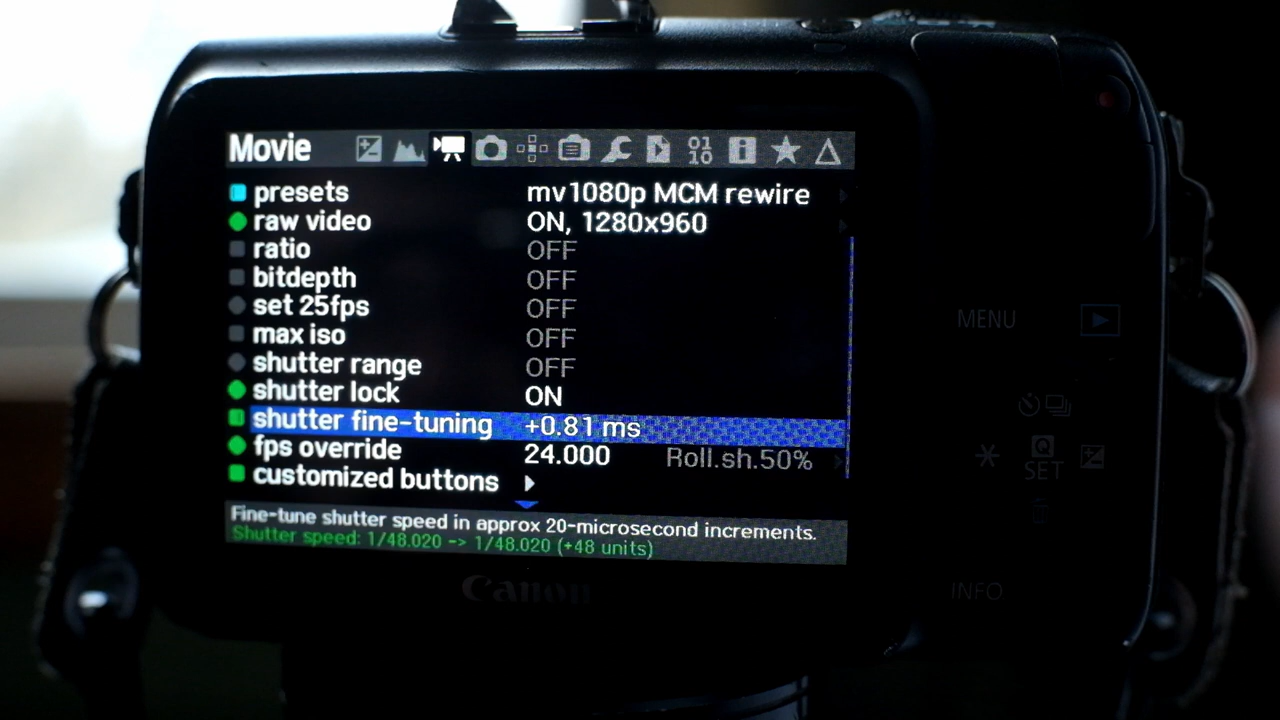 Movie 01 10
presets mv1080p MCM rewire
raw video ON, 1280x960
ratio OFF
bitdepth OFF
set 25fps OFF
max iso OFF
shutter range OFF
shutter lock ON
shutter fine-tuning +0.81 ms
fps override 24.000 Roll.sh.50%
customized buttons
Fine-tune shutter speed in approx 20-microsecond increments.
Shutter speed: 1/48.020 -> 1/48.020 (+48 units)
Canon
MENU
Q
SET
INFO